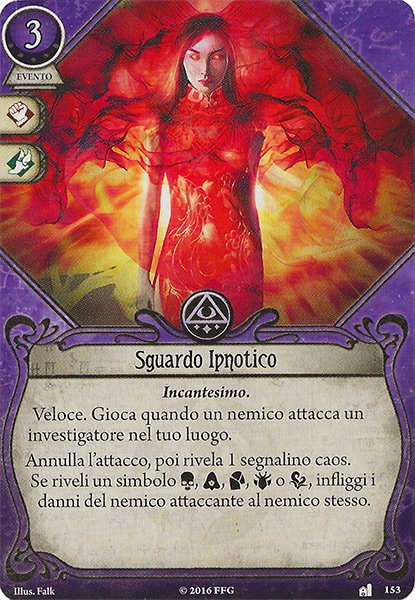 3
EVENTO
Sguardo Ipnotico
Incantesimo.
Veloce. Gioca quando un nemico attacca un
investigatore nel tuo luogo.
Annulla l'attacco, poi rivela 1 segnalino caos.
Se riveli un simbolo , , , o , infliggi i
danni del nemico attaccante al nemico stesso.
Illus. Falk
© 2016 FFG
153